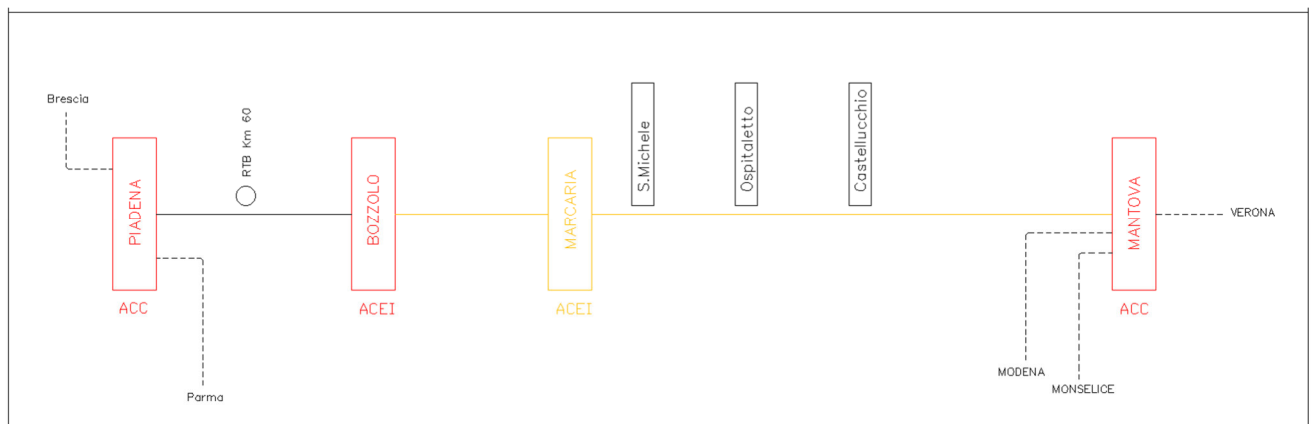 Brescia
RTB Km 60
S.Michele
Ospitaletto
Castellucchio
PIADENA
BOZZOLO
MARCARIA
MANTOVA
VERONA
ACC
ACEI
ACEI
ACC
MODENA
MONSELICE
Parma